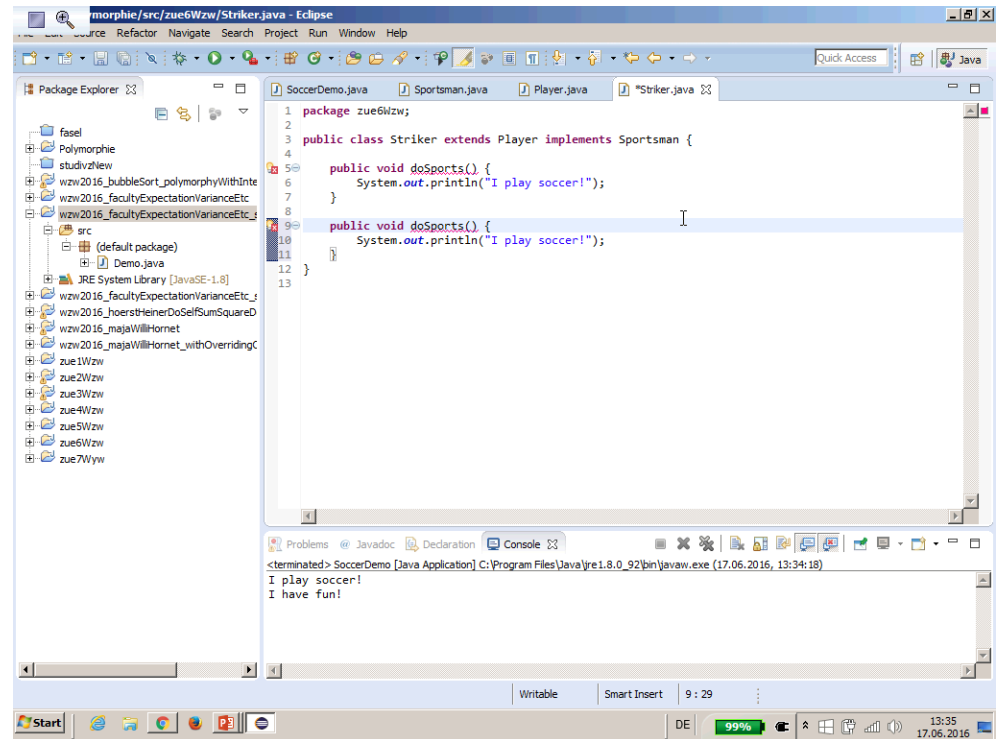 ymorphie/src/zue6Wzw/Striker.java - Eclipse
Refactor Navigate Search Project Run Window Help
Quick Access
Java
Package Explorer
SoccerDemo.java
Sportsman.java
Player.java
*Striker.java
fasel
Polymorphie
studivzNew
wzw2016_bubbleSort_polymorphyWithInte
wzw2016_facultyExpectationVarianceEtc
wzw2016_facultyExpectationVarianceEtc_s
src
(default package)
Demo.java
JRE System Library [JavaSE-1.8]
wzw2016_facultyExpectationVarianceEtc_s
wzw2016_hoerstHeinerDoSelfSumSquareD
wzw2016_majaWilliHornet
wzw2016_majaWilliHornet_withOverridingC
zue1Wzw
zue2Wzw
zue3Wzw
zue4Wzw
zue5Wzw
zue6Wzw
zue7Wyw
1 package zue6Wzw;
2
3 public class Striker extends Player implements Sportsman {
4
5 public void doSports() {
6 System.out.println("I play soccer!");
7 }
8
9 public void doSports() {
10 System.out.println("I play soccer!");
11 }
12 }
13
Problems @ Javadoc Declaration Console
<terminated> SoccerDemo [Java Application] C:\Program Files\Java\jre1.8.0_92\bin\javaw.exe (17.06.2016, 13:34:18)
I play soccer!
I have fun!
Writable
Smart Insert
9 : 29
Start
DE
99%
13:35
17.06.2016